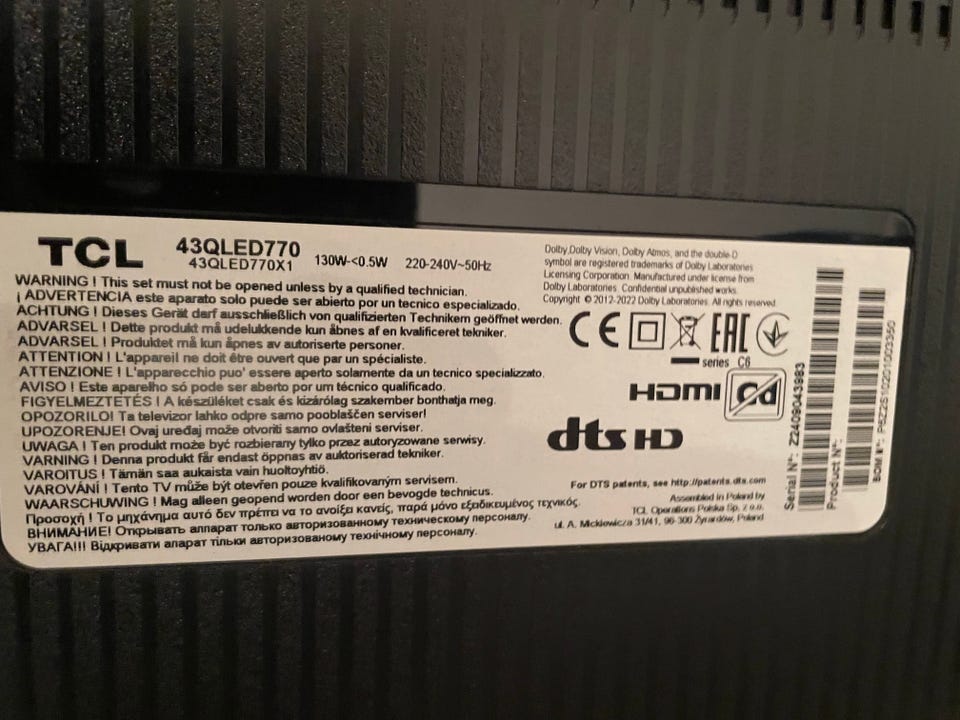 TCL
43QLED770
43QLED770X1
130W-<0.5W
220-240V~50Hz
WARNING ! This set must not be opened unless by a qualified technician.
¡ ADVERTENCIA este aparato solo puede ser abierto por un tecnico especializado.
ACHTUNG ! Dieses Gerät darf ausschließlich von qualifizierten Technikern geöffnet werden.
ADVARSEL ! Dette produkt må udelukkende kun åbnes af en kvalificeret tekniker.
ADVARSEL ! Produktet må kun åpnes av autoriserte personer.
ATTENTION ! L'appareil ne doit être ouvert que par un spécialiste.
ATTENZIONE ! L'apparecchio puo' essere aperto solamente da un tecnico specializzato.
AVISO ! Este aparelho só pode ser aberto por um técnico qualificado.
FIGYELMEZTETÉS ! A készüléket csak és kizárólag szakember bonthatja meg.
OPOZORILO! Ta televizor lahko odpre samo pooblaščen serviser!
UPOZORENJE! Ovaj uređaj može otvoriti samo ovlašteni serviser.
UWAGA ! Ten produkt może być rozbierany tylko przez autoryzowane serwisy.
VARNING ! Denna produkt får endast öppnas av auktoriserad tekniker.
VAROITUS ! Tämän saa aukaista vain huoltoyhtiö.
VAROVÁNÍ ! Tento TV může být otevřen pouze kvalifikovaným servisem.
WAARSCHUWING ! Mag alleen geopend worden door een bevoegde technicus.
Προσοχή ! Το μηχάνημα αυτό δεν πρέπει να το ανοίξει κανείς, παρά μόνο εξαδικευμένος τεχνικός.
ВНИМАНИЕ! Открывать аппарат только авторизованному техническому персоналу.
УВАГА!!! Відкривати апарат тільки авторизованому технічному персоналу.
Dolby,Dolby Vision, Dolby Atmos, and the double-D
symbol are registered trademarks of Dolby Laboratories
Licensing Corporation. Manufactured under license from
Dolby Laboratories. Confidential unpublished works.
Copyright © 2012-2022 Dolby Laboratories. All rights reserved.
CE
EAC
series C6
HDMI
Cd
dts HD
For DTS patents, see http://patents.dts.com
Assembled in Poland by
TCL Operations Polska Sp. z o.o.
ul. A. Mickiewicza 31/41, 96-300 Żyrardów, Poland
Serial N°: Z2409043983
Product N°: